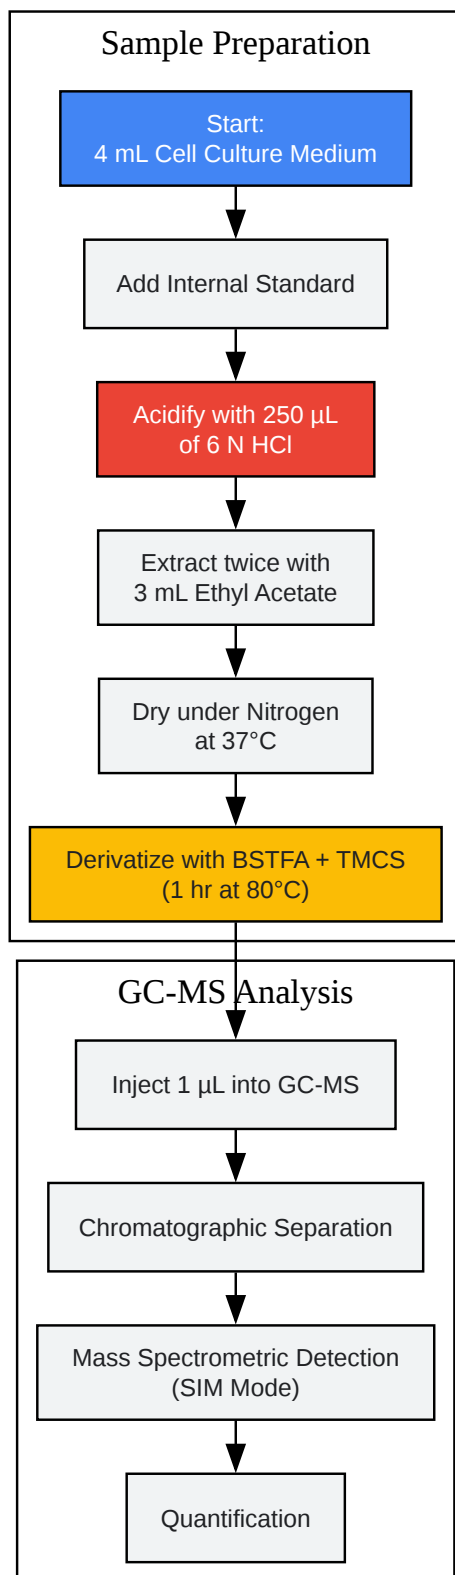 Sample Preparation
Start:
4 mL Cell Culture Medium
Add Internal Standard
Acidify with 250 µL
of 6 N HCl
Extract twice with
3 mL Ethyl Acetate
Dry under Nitrogen
at 37°C
Derivatize with BSTFA + TMCS
(1 hr at 80°C)
GC-MS Analysis
Inject 1 µL into GC-MS
Chromatographic Separation
Mass Spectrometric Detection
(SIM Mode)
Quantification